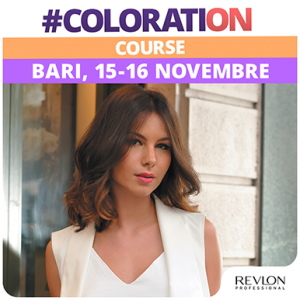 #COLORATION
COURSE
BARI, 15-16 NOVEMBRE
REVLON
PROFESSIONAL